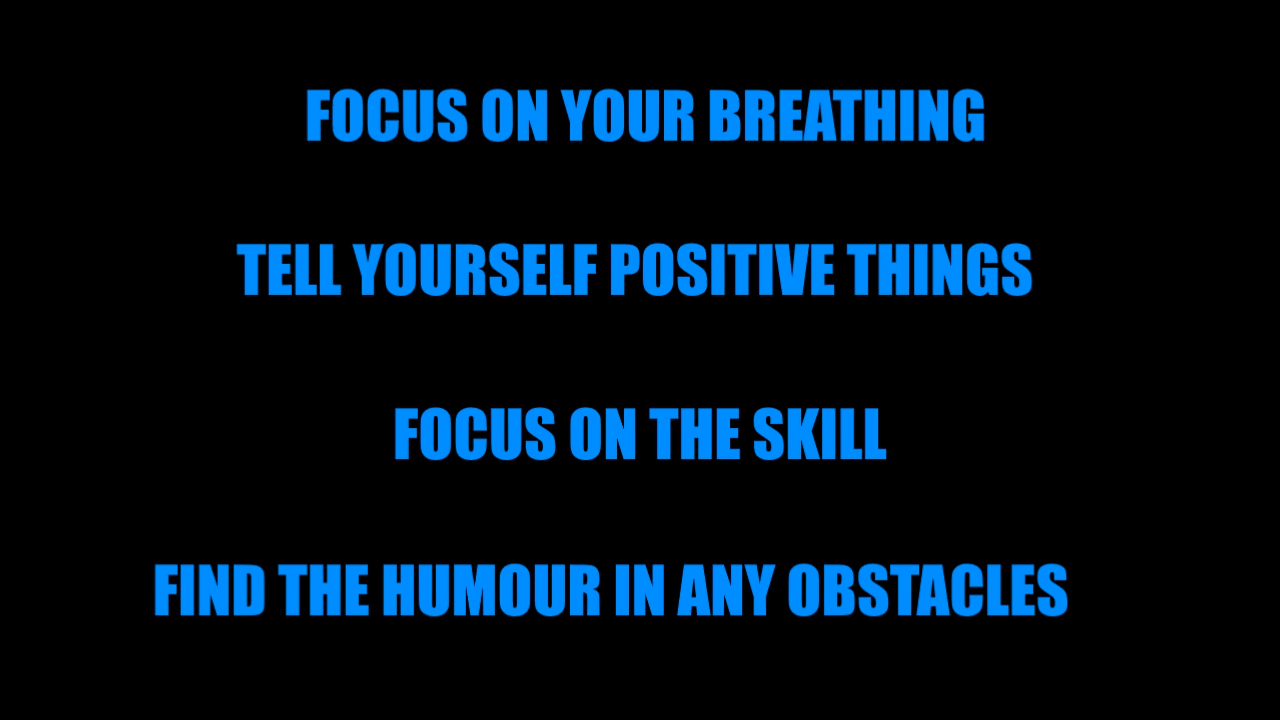 FOCUS ON YOUR BREATHING
TELL YOURSELF POSITIVE THINGS
FOCUS ON THE SKILL
FIND THE HUMOUR IN ANY OBSTACLES